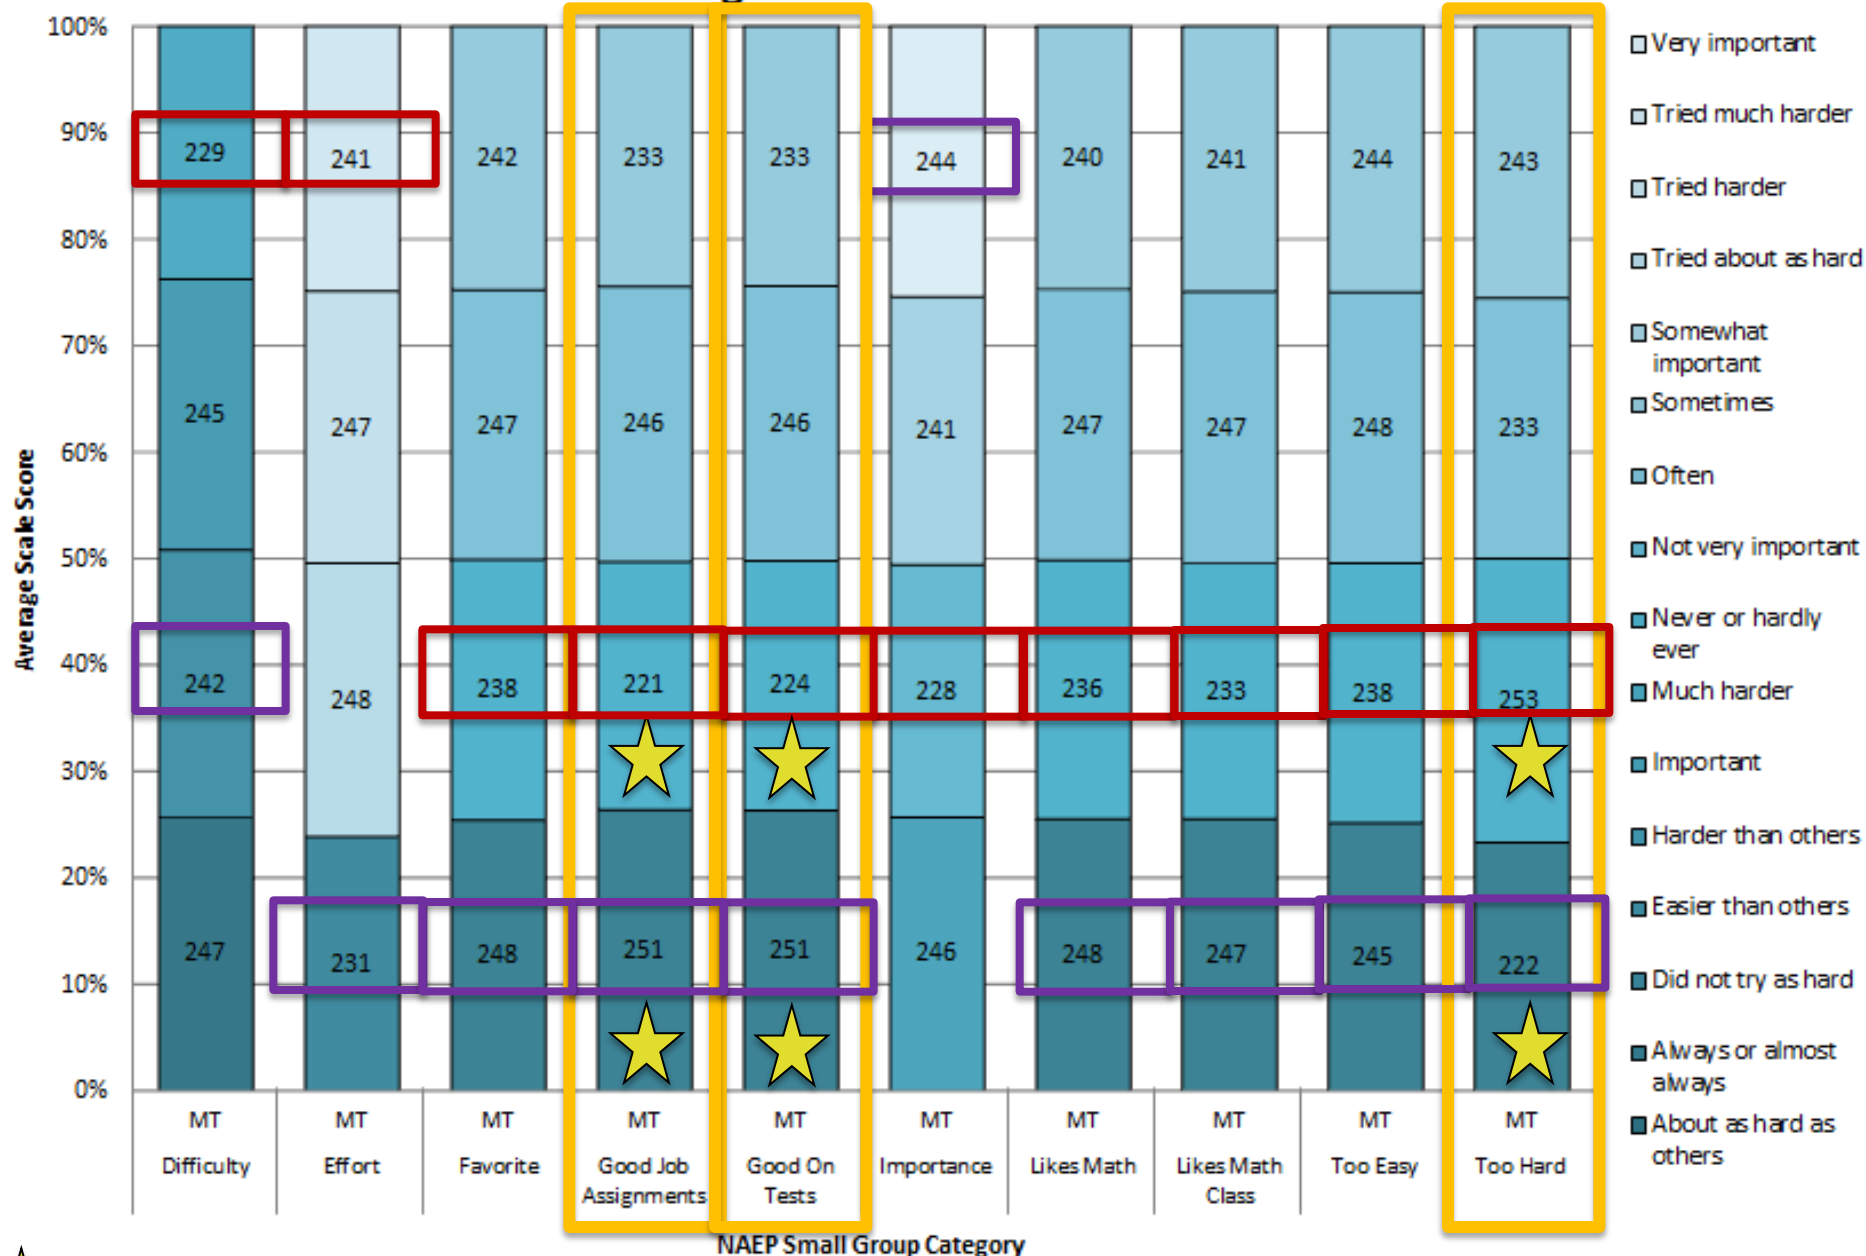 100%
90%
80%
70%
60%
50%
40%
30%
20%
10%
0%
Average Scale Score
229 241 242 233 233 244 240 241 244 243
245 247 247 246 246 241 247 247 248 233
242 248 238 221 224 228 236 233 238 253
247 231 248 251 251 246 248 247 245 222
MT MT MT MT MT MT MT MT MT MT
Difficulty Effort Favorite Good Job Good On Importance Likes Math Likes Math Too Easy Too Hard
Assignments Tests Class
NAEP Small Group Category
Very important
Tried much harder
Tried harder
Tried about as hard
Somewhat
important
Sometimes
Often
Not very important
Never or hardly
ever
Much harder
Important
Harder than others
Easier than others
Did not try as hard
Always or almost
always
About as hard as
others